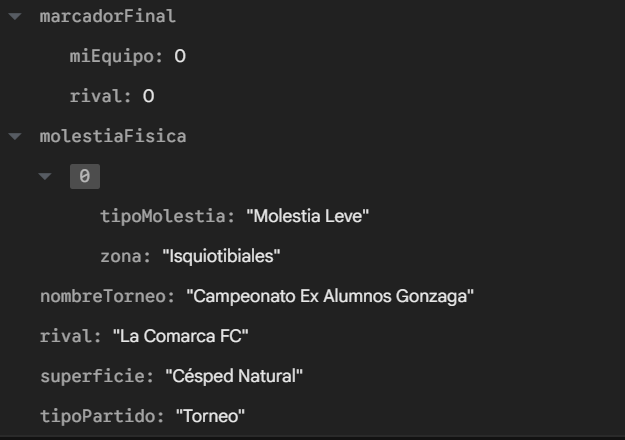 marcadorFinal
miEquipo: 0
rival: 0
molestiaFisica
0
tipoMolestia: "Molestia Leve"
zona: "Isquiotibiales"
nombreTorneo: "Campeonato Ex Alumnos Gonzaga"
rival: "La Comarca FC"
superficie: "Césped Natural"
tipoPartido: "Torneo"